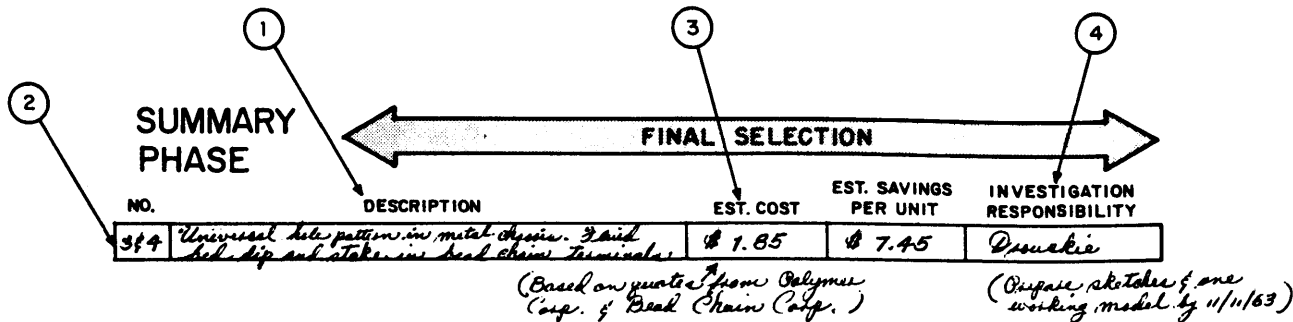 1
3
4
2
SUMMARY
PHASE
FINAL SELECTION
NO.
DESCRIPTION
EST. COST
EST. SAVINGS
PER UNIT
INVESTIGATION
RESPONSIBILITY
3&4
Universal hole pattern in metal chassis. Fluid
bed dip and stake in bead chain terminals.
$ 1.85
$ 7.45
Drouskie
(Based on quotes from Polymer
Corp. & Bead Chain Corp.)
(Prepare sketches & one
working model by 11/11/63)